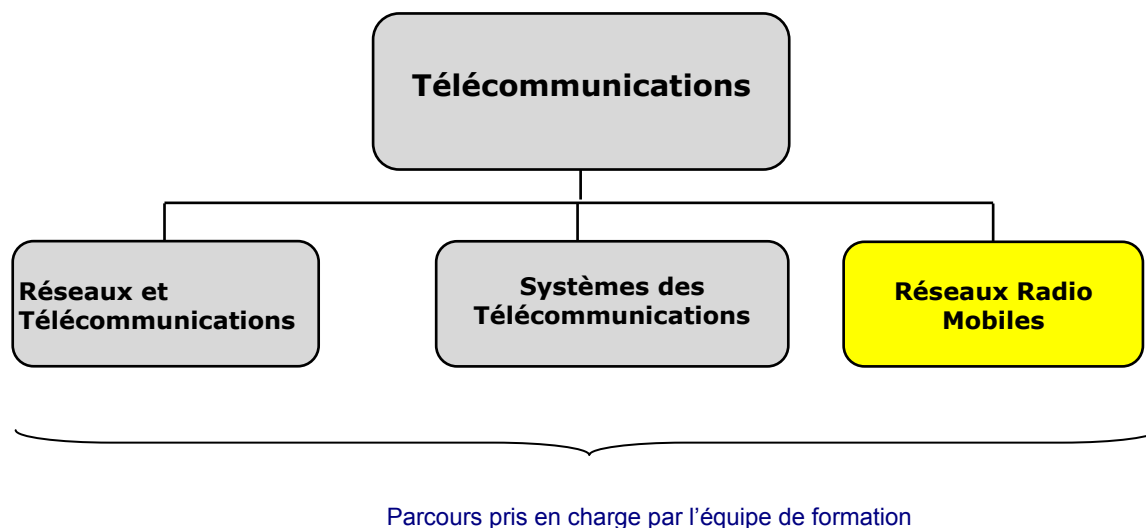 Télécommunications
Réseaux et
Télécommunications
Systèmes des
Télécommunications
Réseaux Radio
Mobiles
Parcours pris en charge par l’équipe de formation